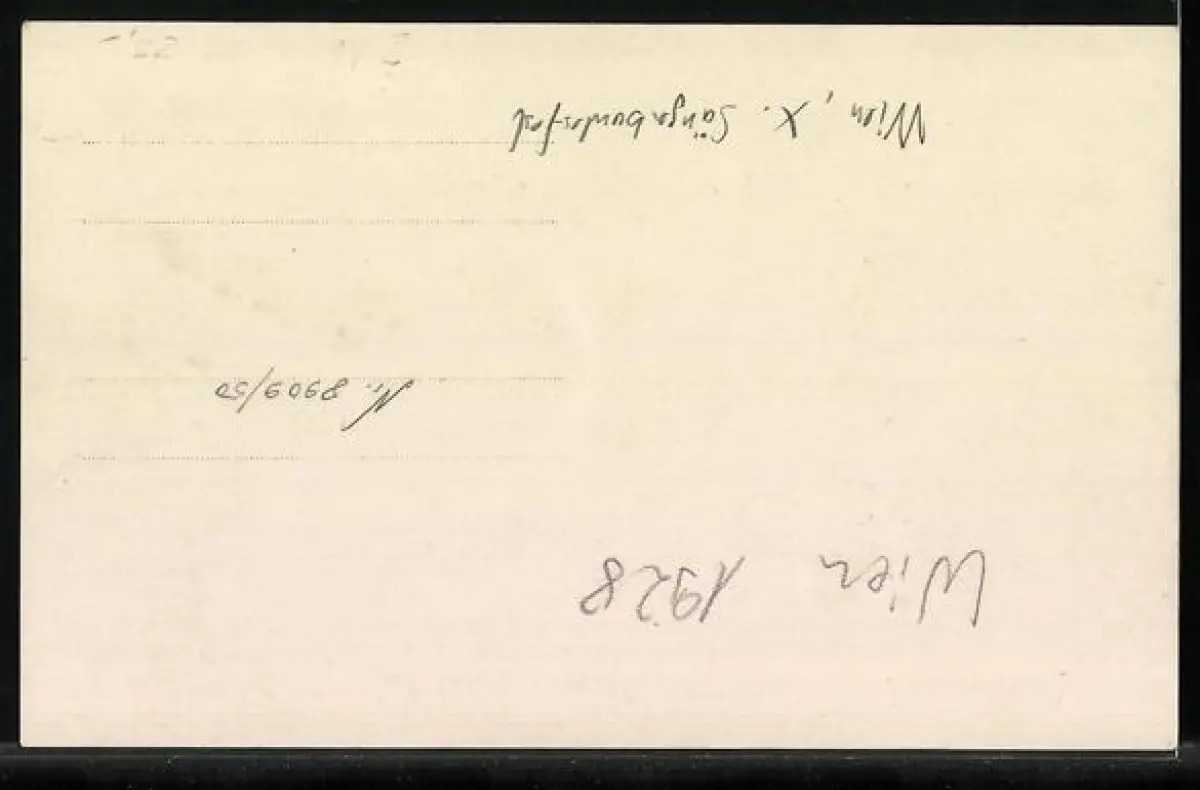 Wien 1928
Nr. 8909/50
Wien, X. Sängerbundesfest